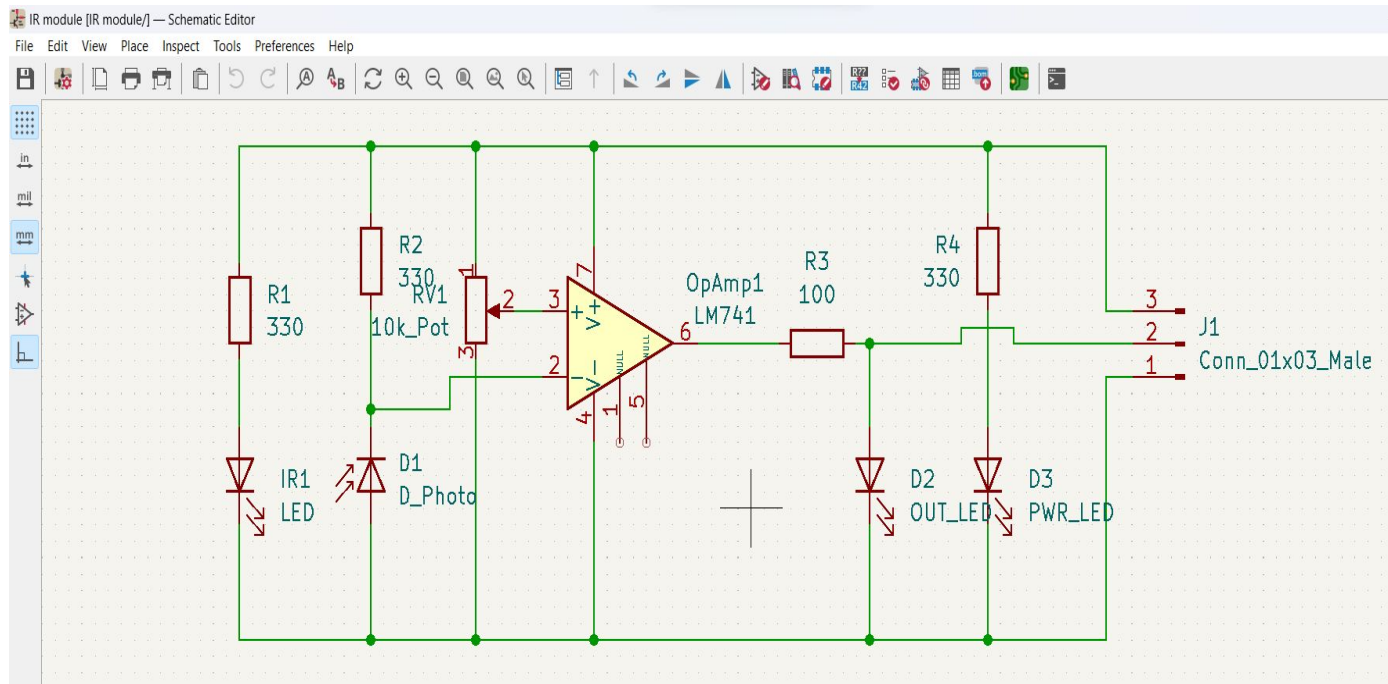 IR module [IR module/] — Schematic Editor
File Edit View Place Inspect Tools Preferences Help
in
mil
mm
R1
330
R2
330
RV1
10k_Pot
1
2
3
3
2
7
4
1
5
6
+
V+
V-
NULL
NULL
OpAmp1
LM741
R3
100
R4
330
3
2
1
J1
Conn_01x03_Male
IR1
LED
D1
D_Photo
D2
OUT_LED
D3
PWR_LED